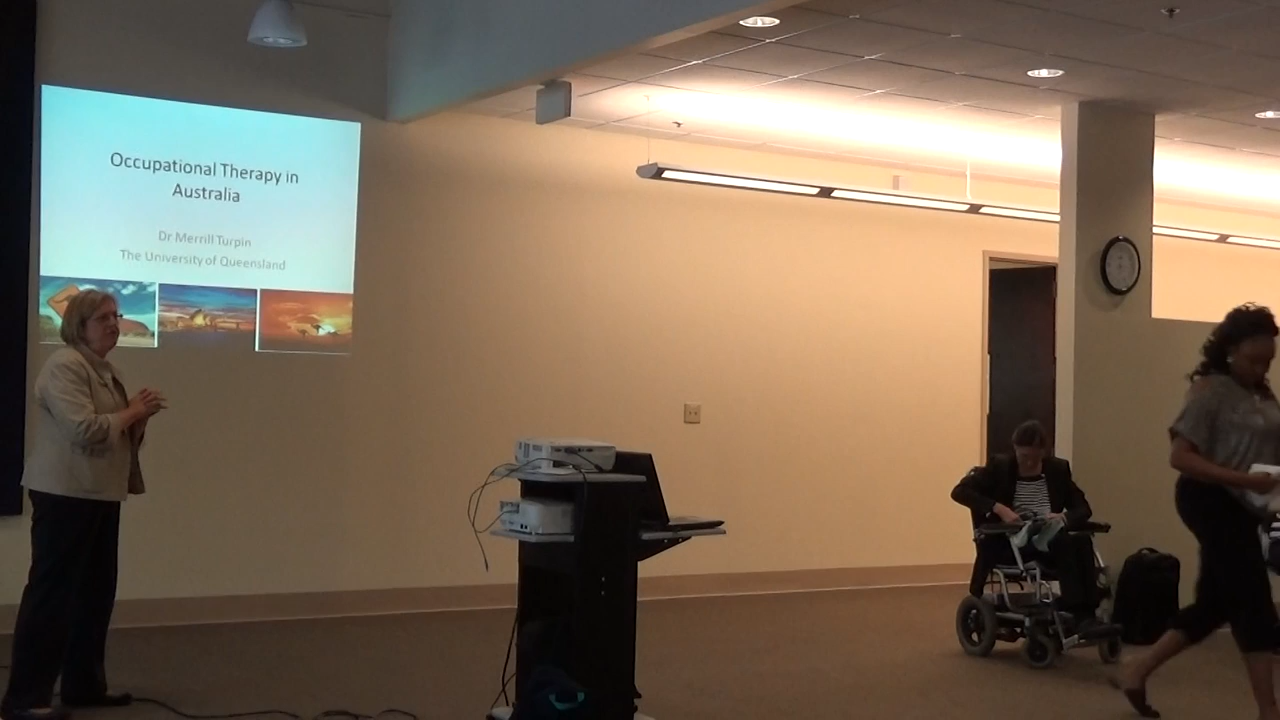 Occupational Therapy in
Australia
Dr Merrill Turpin
The University of Queensland